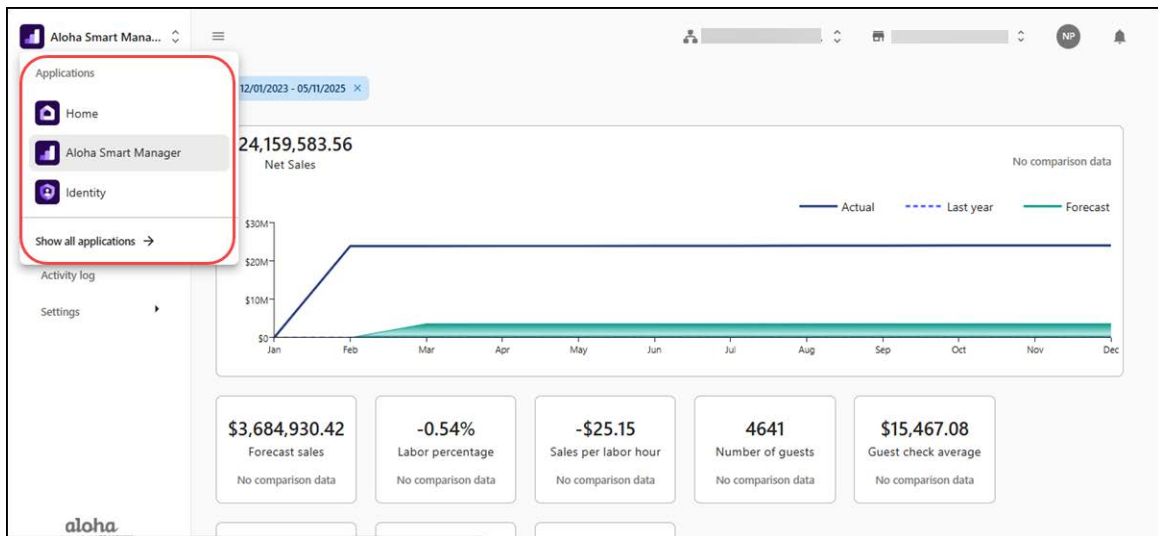 Aloha Smart Mana...
NP
Applications
Home
Aloha Smart Manager
Identity
Show all applications →
Activity log
Settings
12/01/2023 - 05/11/2025 ×
24,159,583.56
Net Sales
No comparison data
Actual
Last year
Forecast
$30M
$20M
$10M
$0
Jan Feb Mar Apr May Jun Jul Aug Sep Oct Nov Dec
$3,684,930.42
Forecast sales
No comparison data
-0.54%
Labor percentage
No comparison data
-$25.15
Sales per labor hour
No comparison data
4641
Number of guests
No comparison data
$15,467.08
Guest check average
No comparison data
aloha